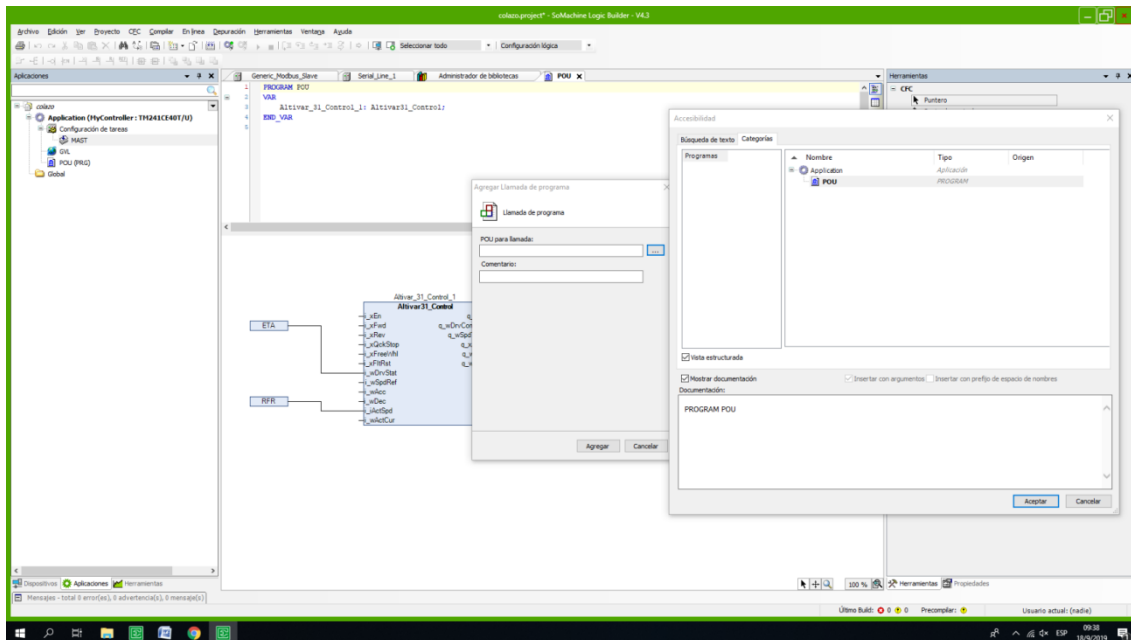 colazo.project* - SoMachine Logic Builder - V4.3
Archivo Edición Ver Proyecto CFC Compilar En línea Depuración Herramientas Ventana Ayuda
Seleccionar todo Configuración lógica
Aplicaciones
colazo
Application (MyController : TM241CE40T/U)
Configuración de tareas
MAST
GVL
POU (PRG)
Global
Generic_Modbus_Slave Serial_Line_1 Administrador de bibliotecas POU
1 PROGRAM POU
2 VAR
3 Altivar_31_Control_1: Altivar31_Control;
4 END_VAR
5
Altivar_31_Control_1
Altivar31_Control
i_xEn
i_xFwd
i_xRev
i_xQckStop
i_xFreeWhl
i_xFltRst
i_wDrvStat
i_wSpdRef
i_wAcc
i_wDec
i_iActSpd
i_wActCur
q_wDrvCon
q_wSpd
ETA
RFR
Agregar Llamada de programa
Llamada de programa
POU para llamada:
...
Comentario:
Agregar Cancelar
Herramientas
CFC
Puntero
Accesibilidad
Búsqueda de texto Categorías
Programas
Nombre Tipo Origen
Application Aplicación
POU PROGRAM
Vista estructurada
Mostrar documentación Insertar con argumentos Insertar con prefijo de espacio de nombres
Documentación:
PROGRAM POU
Aceptar Cancelar
100 %
Dispositivos Aplicaciones Herramientas
Herramientas Propiedades
Mensajes - total 0 error(es), 0 advertencia(s), 0 mensaje(s)
Último Build: 0 0 Precompilar:
Usuario actual: (nadie)
ESP
09:38
18/9/2019